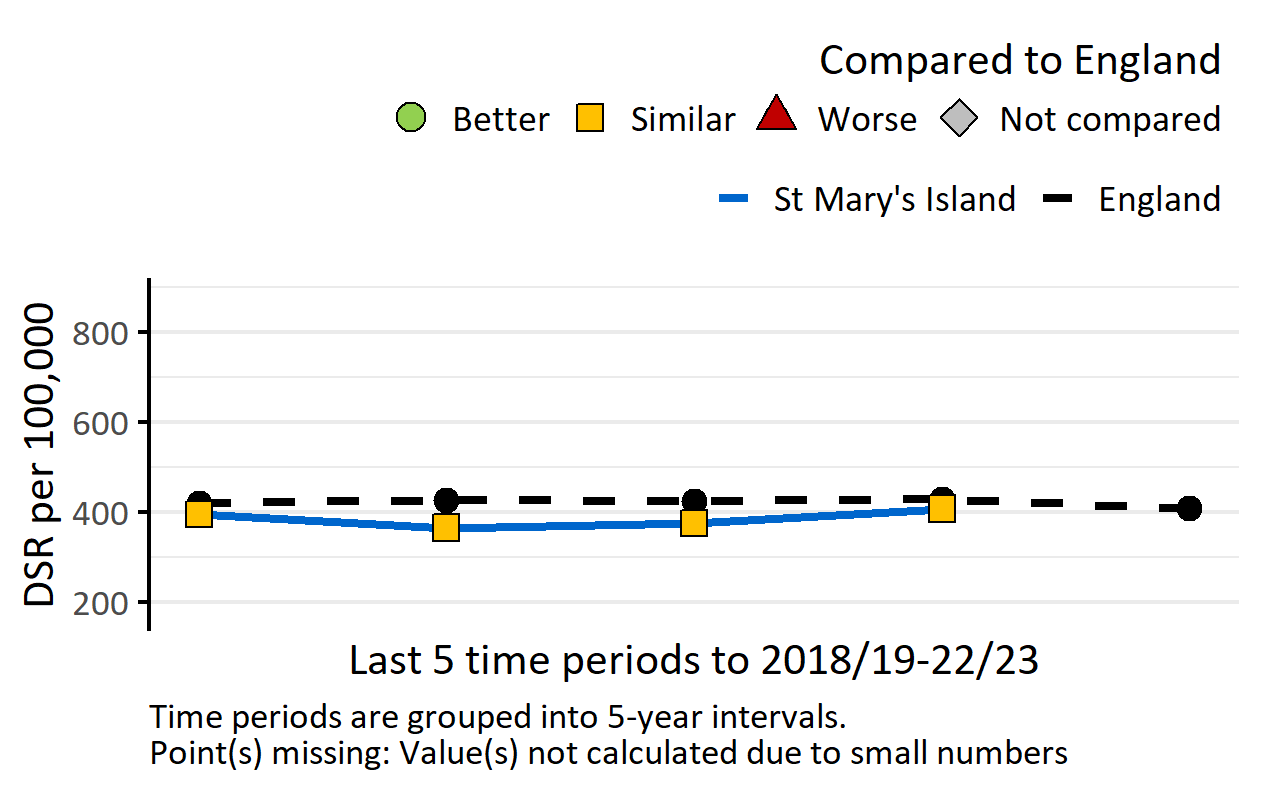 Compared to England
Better Similar Worse Not compared
St Mary's Island England
DSR per 100,000
800
600
400
200
Last 5 time periods to 2018/19-22/23
Time periods are grouped into 5-year intervals.
Point(s) missing: Value(s) not calculated due to small numbers